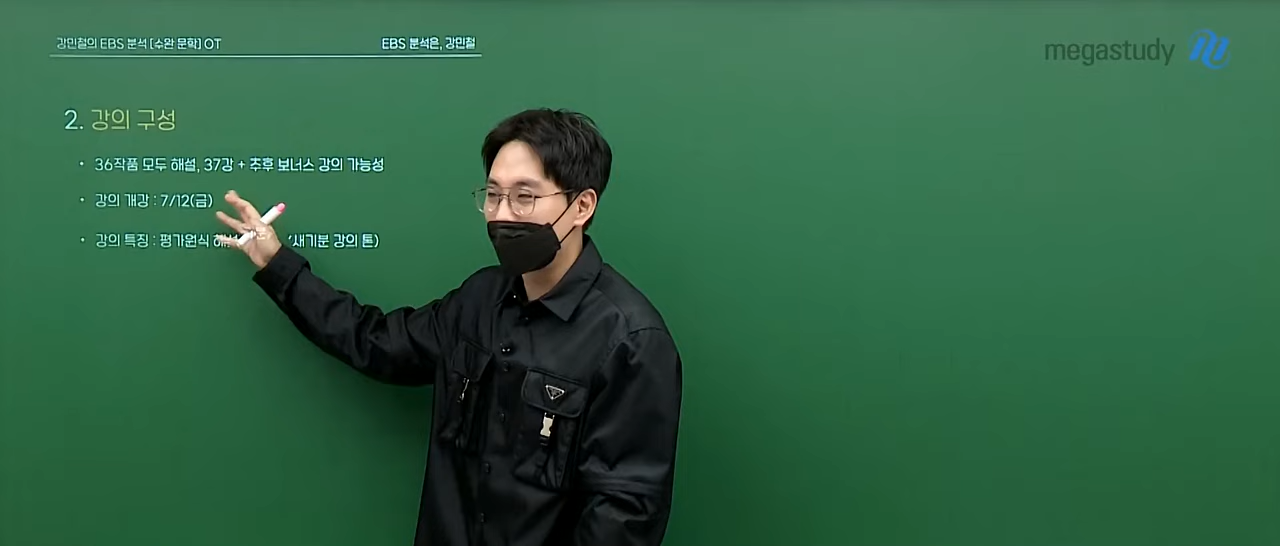 강민철의 EBS 분석 [수완 문학] OT
EBS 분석은, 강민철
megastudy
2. 강의 구성
• 36작품 모두 해설, 37강 + 추후 보너스 강의 가능성
• 강의 개강 : 7/12(금)
• 강의 특징 : 평가원식 (새기분 강의 톤)